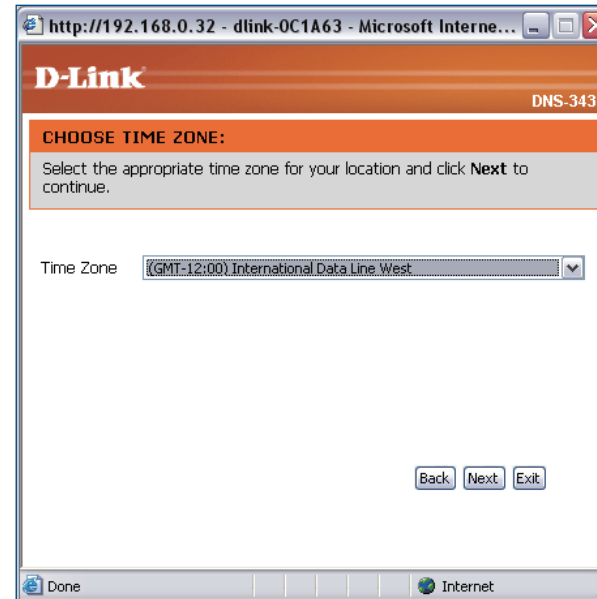 http://192.168.0.32 - dlink-0C1A63 - Microsoft Interne...
D-Link
DNS-343
CHOOSE TIME ZONE:
Select the appropriate time zone for your location and click Next to
continue.
Time Zone (GMT-12:00) International Data Line West
Back Next Exit
Done Internet